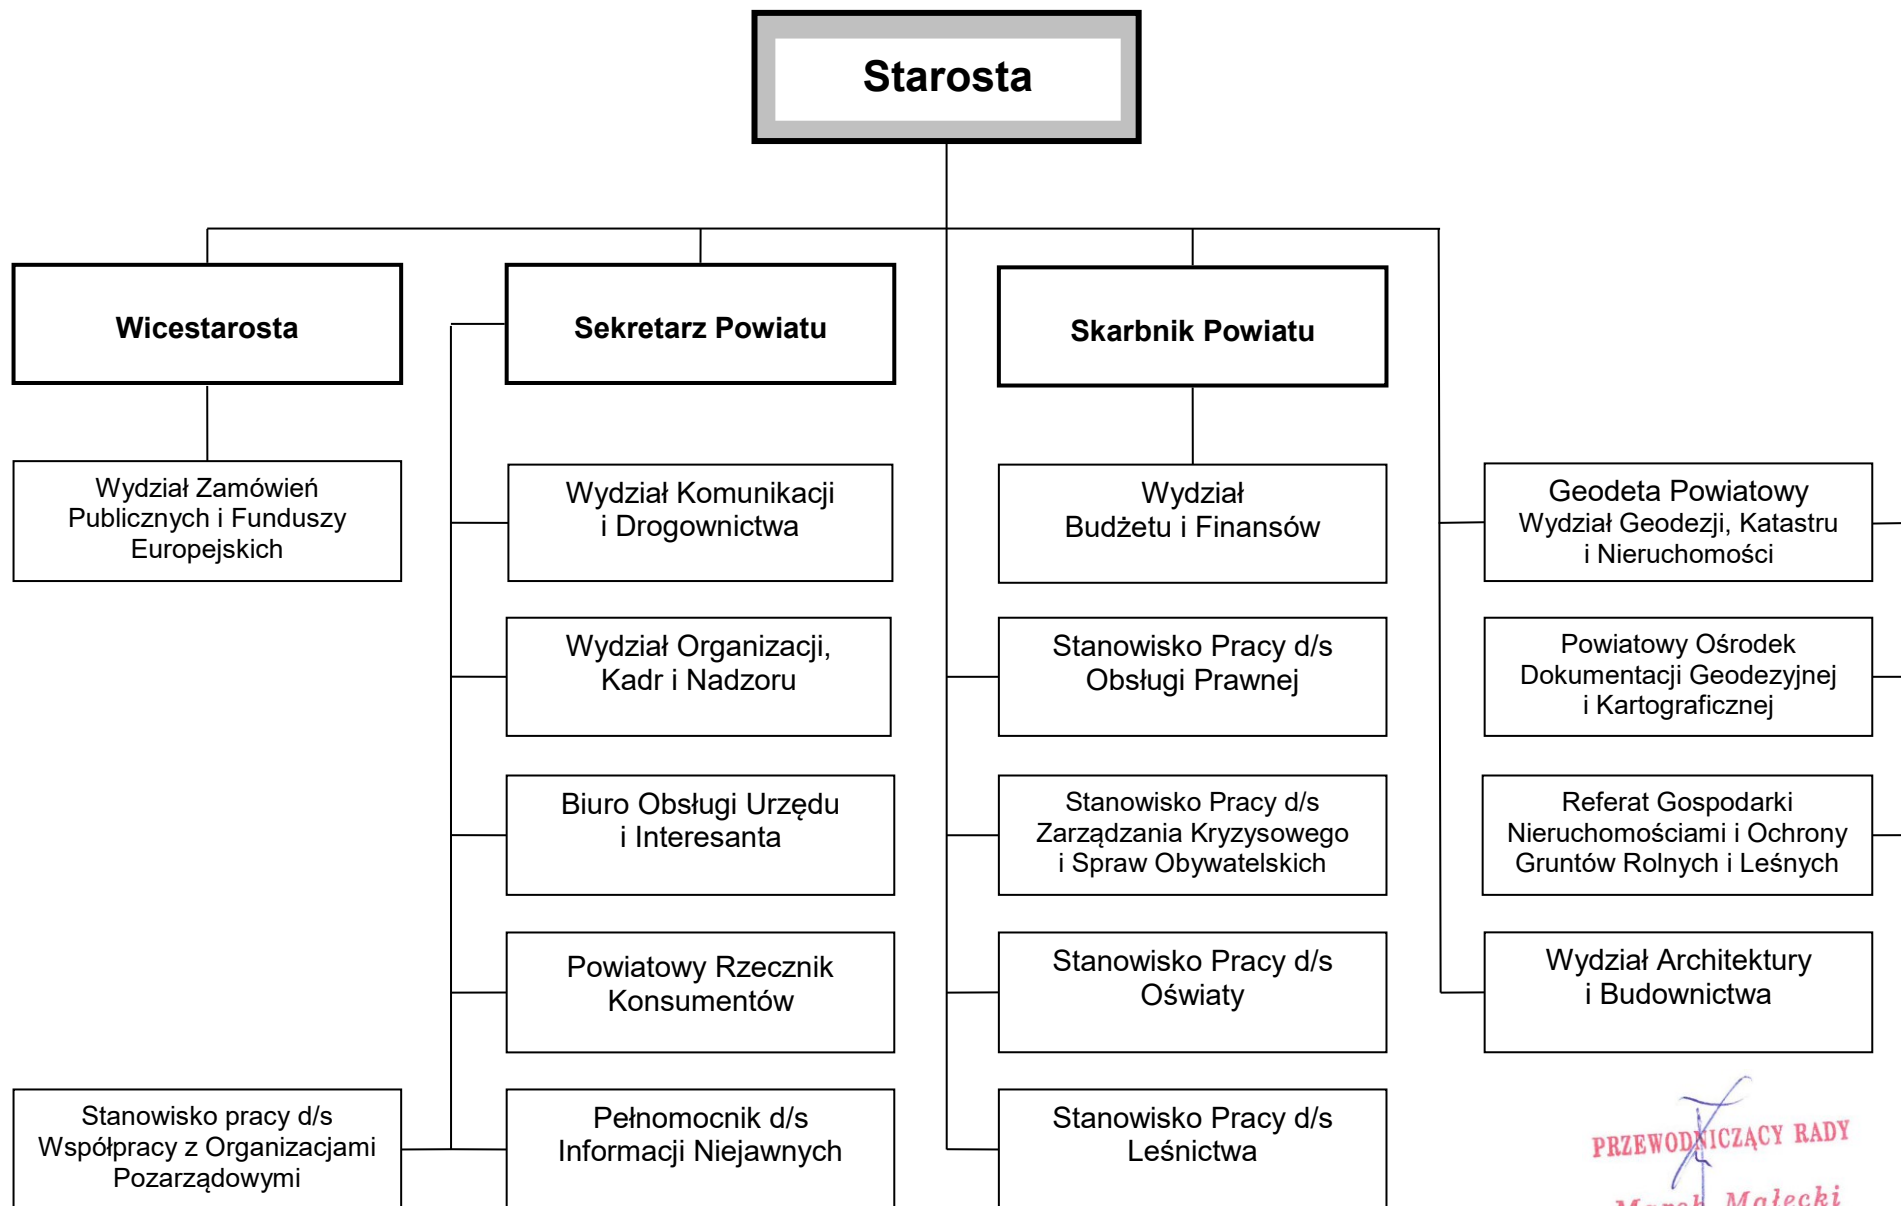 Starosta
Wicestarosta
Sekretarz Powiatu
Skarbnik Powiatu
Wydział Zamówień
Publicznych i Funduszy
Europejskich
Wydział Komunikacji
i Drogownictwa
Wydział
Budżetu i Finansów
Geodeta Powiatowy
Wydział Geodezji, Katastru
i Nieruchomości
Wydział Organizacji,
Kadr i Nadzoru
Stanowisko Pracy d/s
Obsługi Prawnej
Powiatowy Ośrodek
Dokumentacji Geodezyjnej
i Kartograficznej
Biuro Obsługi Urzędu
i Interesanta
Stanowisko Pracy d/s
Zarządzania Kryzysowego
i Spraw Obywatelskich
Referat Gospodarki
Nieruchomościami i Ochrony
Gruntów Rolnych i Leśnych
Powiatowy Rzecznik
Konsumentów
Stanowisko Pracy d/s
Oświaty
Wydział Architektury
i Budownictwa
Stanowisko pracy d/s
Współpracy z Organizacjami
Pozarządowymi
Pełnomocnik d/s
Informacji Niejawnych
Stanowisko Pracy d/s
Leśnictwa
PRZEWODNICZĄCY RADY
Marek Małecki